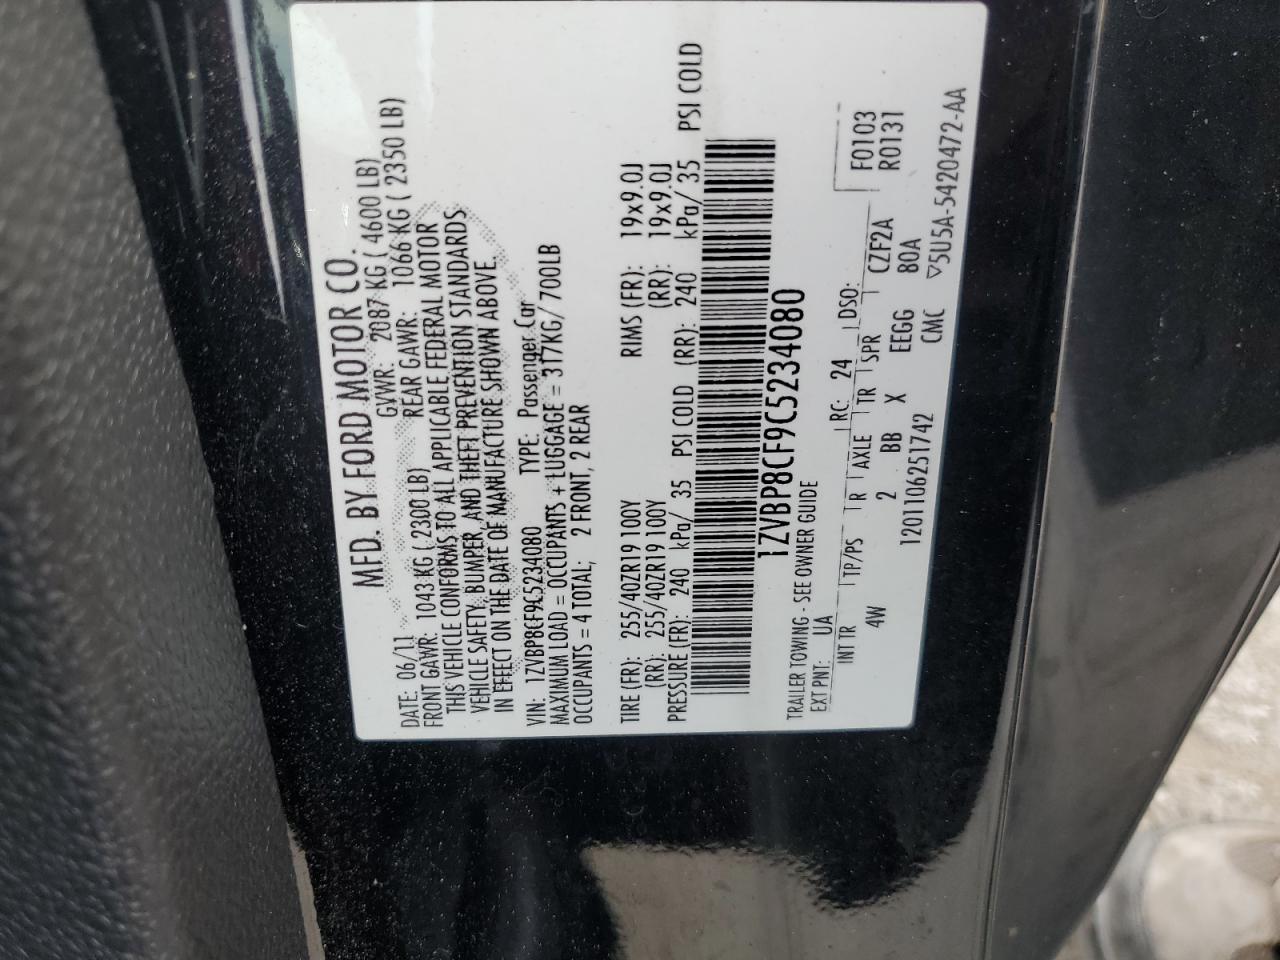 MFD. BY FORD MOTOR CO.
DATE: 06/11 GVWR: 2087 KG ( 4600 LB)
FRONT GAWR: 1043 KG ( 2300 LB) REAR GAWR: 1066 KG ( 2350 LB)
THIS VEHICLE CONFORMS TO ALL APPLICABLE FEDERAL MOTOR
VEHICLE SAFETY, BUMPER, AND THEFT PREVENTION STANDARDS
IN EFFECT ON THE DATE OF MANUFACTURE SHOWN ABOVE.
VIN: 1ZVBP8CF9C5234080 TYPE: Passenger Car
MAXIMUM LOAD = OCCUPANTS + LUGGAGE = 317KG/ 700LB
OCCUPANTS = 4 TOTAL; 2 FRONT, 2 REAR
TIRE (FR): 255/40ZR19 100Y RIMS (FR): 19x9.0J
(RR): 255/40ZR19 100Y (RR): 19x9.0J
PRESSURE (FR): 240 kPa/ 35 PSI COLD (RR): 240 kPa/ 35 PSI COLD
1ZVBP8CF9C5234080
TRAILER TOWING - SEE OWNER GUIDE
EXT PNT: UA RC: 24 DSO: F0103
R0131
INT TR TP/PS R AXLE TR SPR CZF2A
4W 2 BB X EEGG 80A
1201106251742 CMC ▽5U5A-5420472-AA